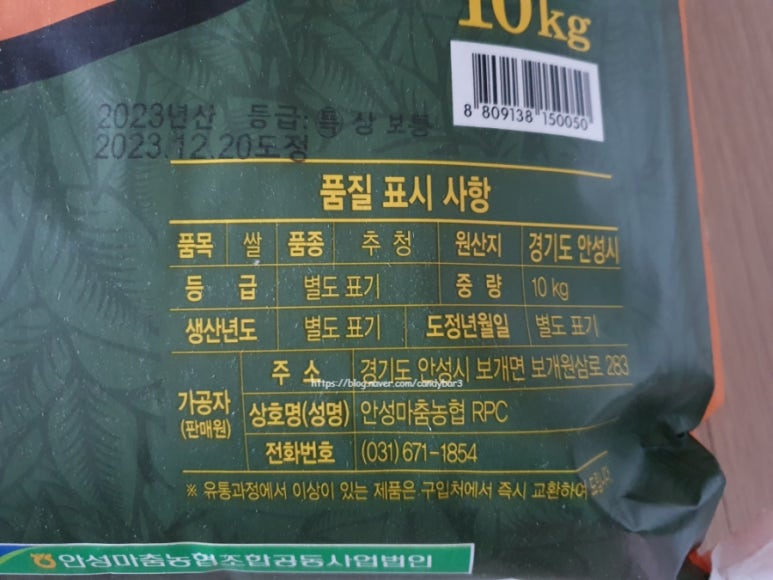 10kg
8 809138 150050
2023년산 등급: 특 상 보통
2023.12.20도정
품질 표시 사항
품목 쌀 품종 추청 원산지 경기도 안성시
등급 별도 표기 중량 10 kg
생산년도 별도 표기 도정년월일 별도 표기
가공자 (판매원) 주소 경기도 안성시 보개면 보개원삼로 283
https://blog.naver.com/candybar3
상호명(성명) 안성마춤농협 RPC
전화번호 (031) 671-1854
※ 유통과정에서 이상이 있는 제품은 구입처에서 즉시 교환하여 드립니다.
안성마춤농협조합공동사업법인